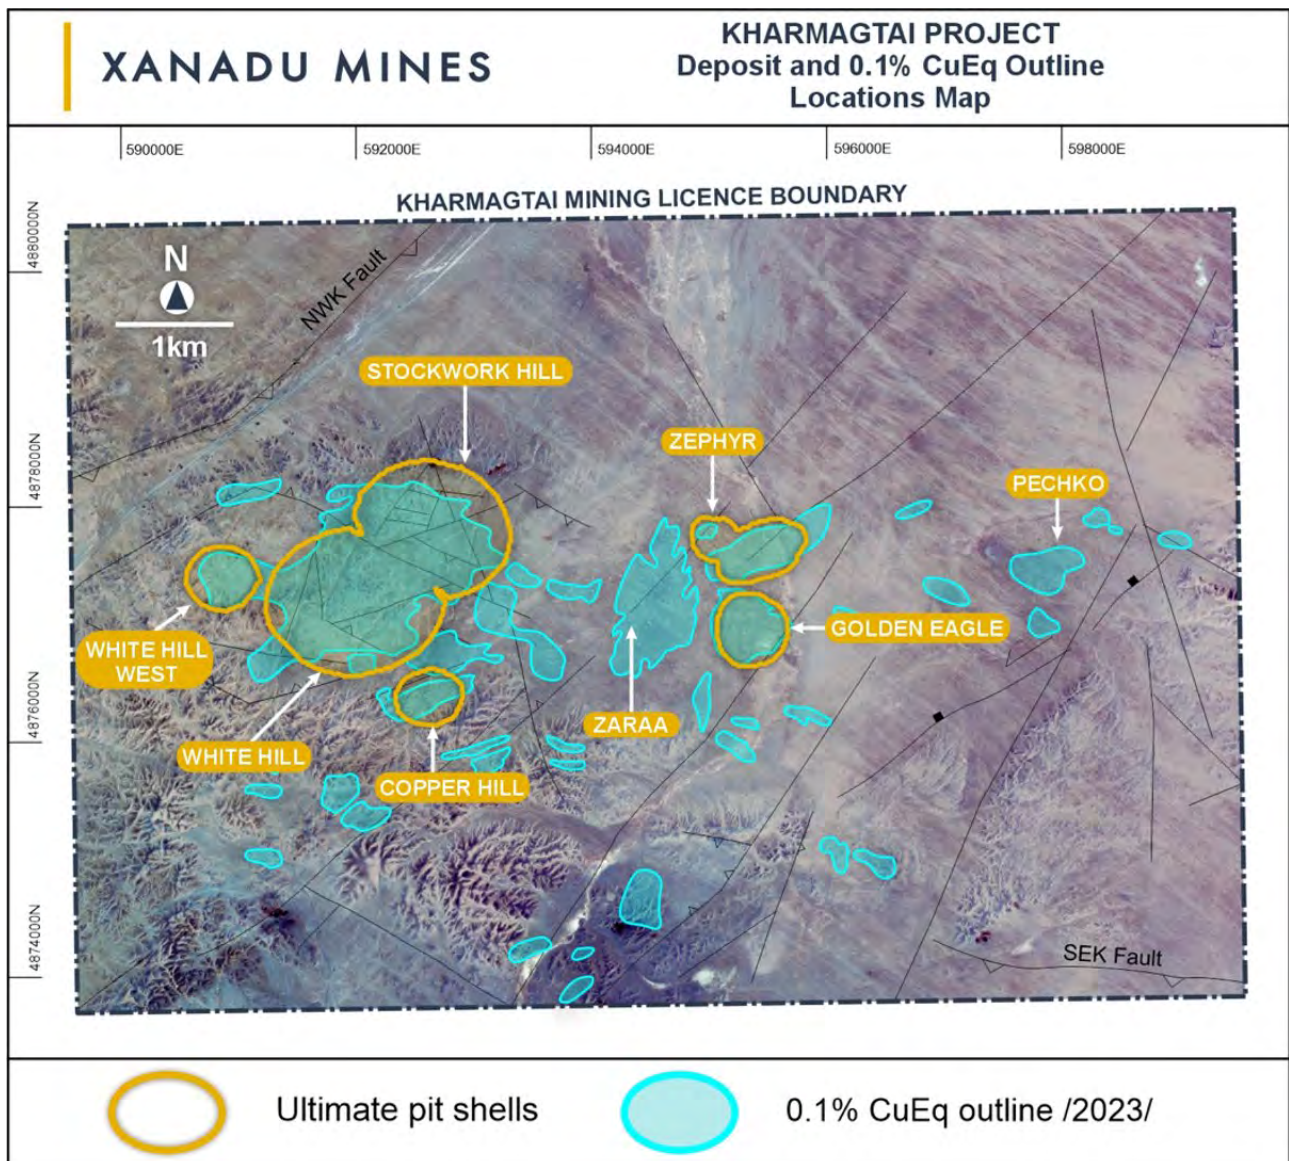 XANADU MINES
KHARMAGTAI PROJECT
Deposit and 0.1% CuEq Outline
Locations Map
590000E
592000E
594000E
596000E
598000E
KHARMAGTAI MINING LICENCE BOUNDARY
4880000N
4878000N
4876000N
4874000N
N
1km
NWK Fault
STOCKWORK HILL
ZEPHYR
PECHKO
WHITE HILL
WEST
GOLDEN EAGLE
ZARAA
WHITE HILL
COPPER HILL
SEK Fault
Ultimate pit shells
0.1% CuEq outline /2023/